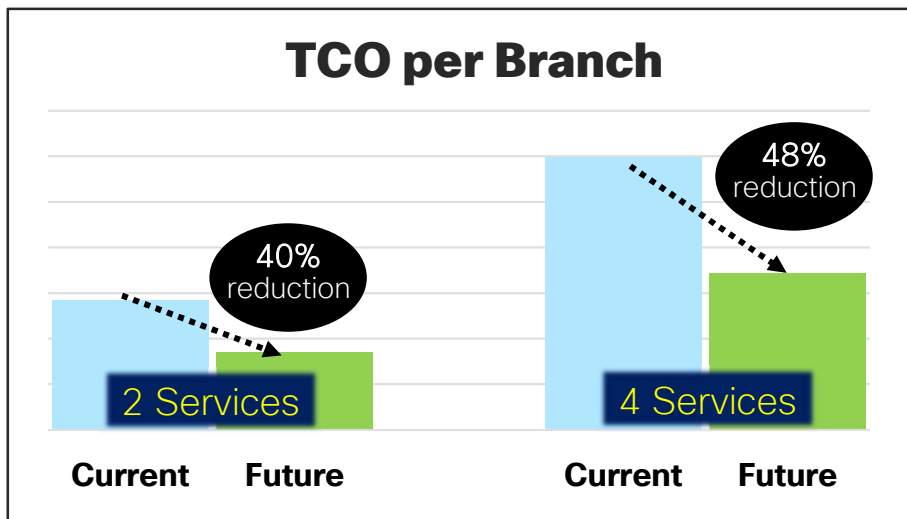 TCO per Branch
48%
reduction
40%
reduction
2 Services
4 Services
Current
Future
Current
Future